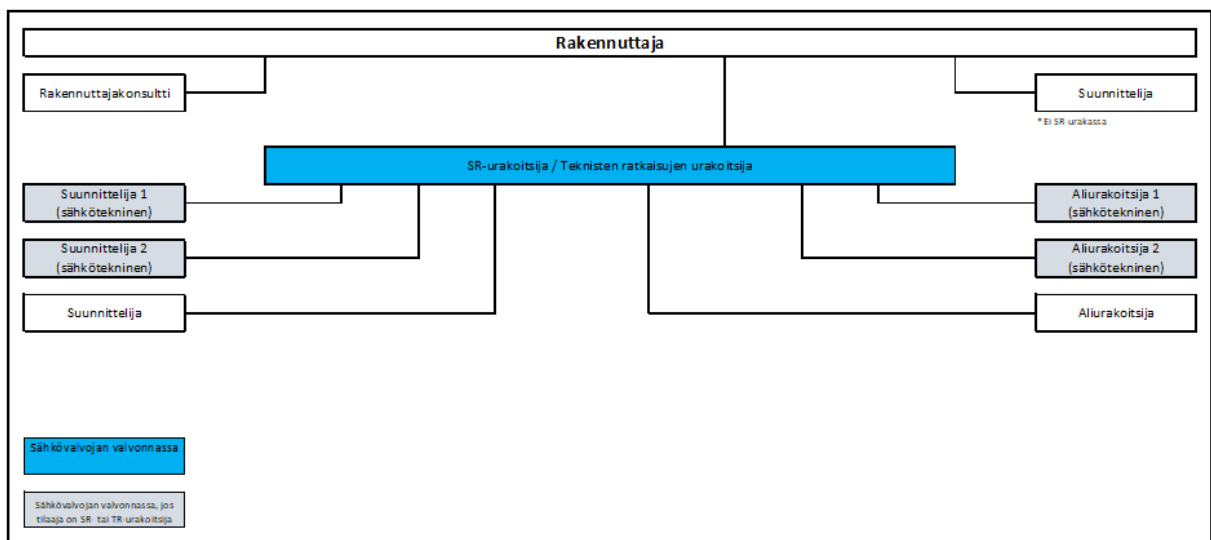 Rakennuttaja
Rakennuttajakonsultti
Suunnittelija
* Ei SR-urakassa
SR-urakoitsija / Teknisten ratkaisujen urakoitsija
Suunnittelija 1
(sähkötekninen)
Aliurakoitsija 1
(sähkötekninen)
Suunnittelija 2
(sähkötekninen)
Aliurakoitsija 2
(sähkötekninen)
Suunnittelija
Aliurakoitsija
Sähkövalvojan valvonnassa
Sähkövalvojan valvonnassa, jos
tilaaja on SR- tai TR-urakoitsija